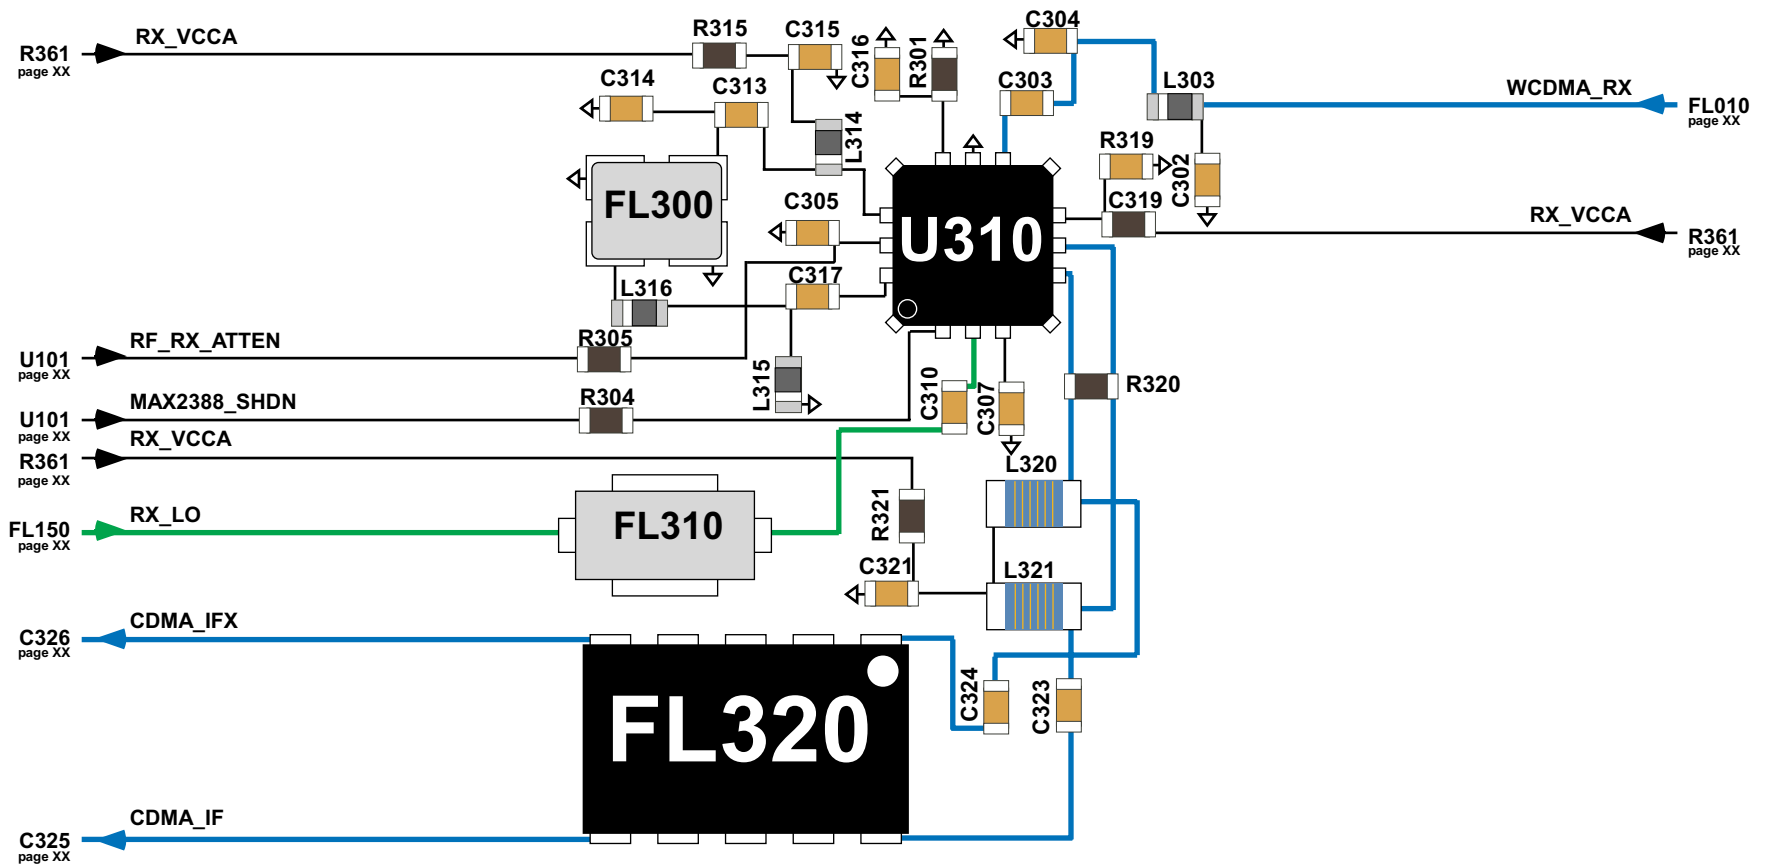 C304
R315
C315
RX_VCCA
R361
page XX
C316
R301
C314
C313
C303
L303
WCDMA_RX
FL010
page XX
L314
R319
C302
FL300
C305
C319
RX_VCCA
U310
R361
page XX
C317
L316
RF_RX_ATTEN
R305
U101
page XX
L315
R320
MAX2388_SHDN
R304
C310
C307
U101
page XX
RX_VCCA
R361
page XX
L320
RX_LO
FL310
R321
FL150
page XX
C321
L321
CDMA_IFX
C326
page XX
C324
C323
FL320
CDMA_IF
C325
page XX